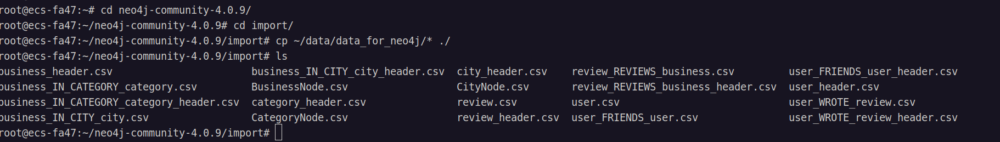 root@ecs-fa47:~# cd neo4j-community-4.0.9/
root@ecs-fa47:~/neo4j-community-4.0.9# cd import/
root@ecs-fa47:~/neo4j-community-4.0.9/import# cp ~/data/data_for_neo4j/* ./
root@ecs-fa47:~/neo4j-community-4.0.9/import# ls
business_header.csv business_IN_CITY_city_header.csv city_header.csv review_REVIEWS_business.csv user_FRIENDS_user_header.csv
business_IN_CATEGORY_category.csv BusinessNode.csv CityNode.csv review_REVIEWS_business_header.csv user_header.csv
business_IN_CATEGORY_category_header.csv category_header.csv review.csv user.csv user_WROTE_review.csv
business_IN_CITY_city.csv CategoryNode.csv review_header.csv user_FRIENDS_user.csv user_WROTE_review_header.csv
root@ecs-fa47:~/neo4j-community-4.0.9/import#